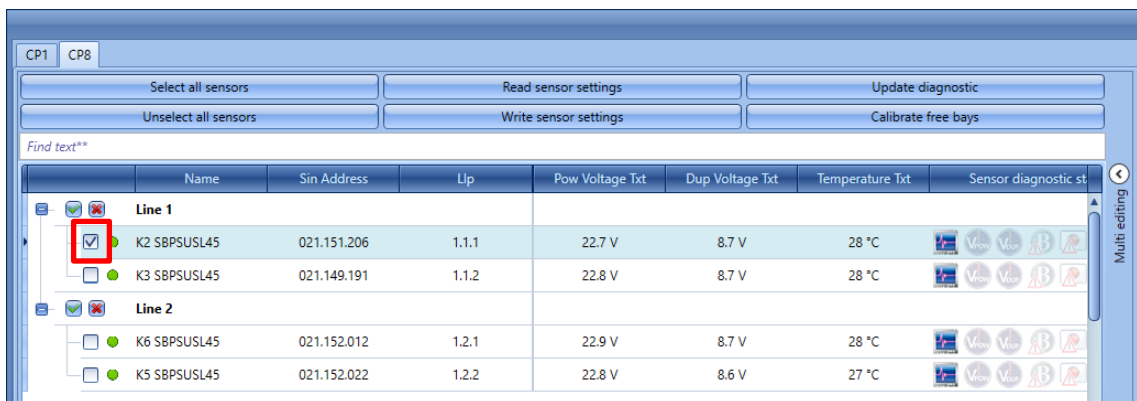 CP1 CP8
Select all sensors Read sensor settings Update diagnostic
Unselect all sensors Write sensor settings Calibrate free bays
Find text**
Name Sin Address Llp Pow Voltage Txt Dup Voltage Txt Temperature Txt Sensor diagnostic st
Multi editing
Line 1
K2 SBPSUSL45 021.151.206 1.1.1 22.7 V 8.7 V 28 °C
K3 SBPSUSL45 021.149.191 1.1.2 22.8 V 8.7 V 28 °C
Line 2
K6 SBPSUSL45 021.152.012 1.2.1 22.9 V 8.7 V 28 °C
K5 SBPSUSL45 021.152.022 1.2.2 22.8 V 8.6 V 27 °C